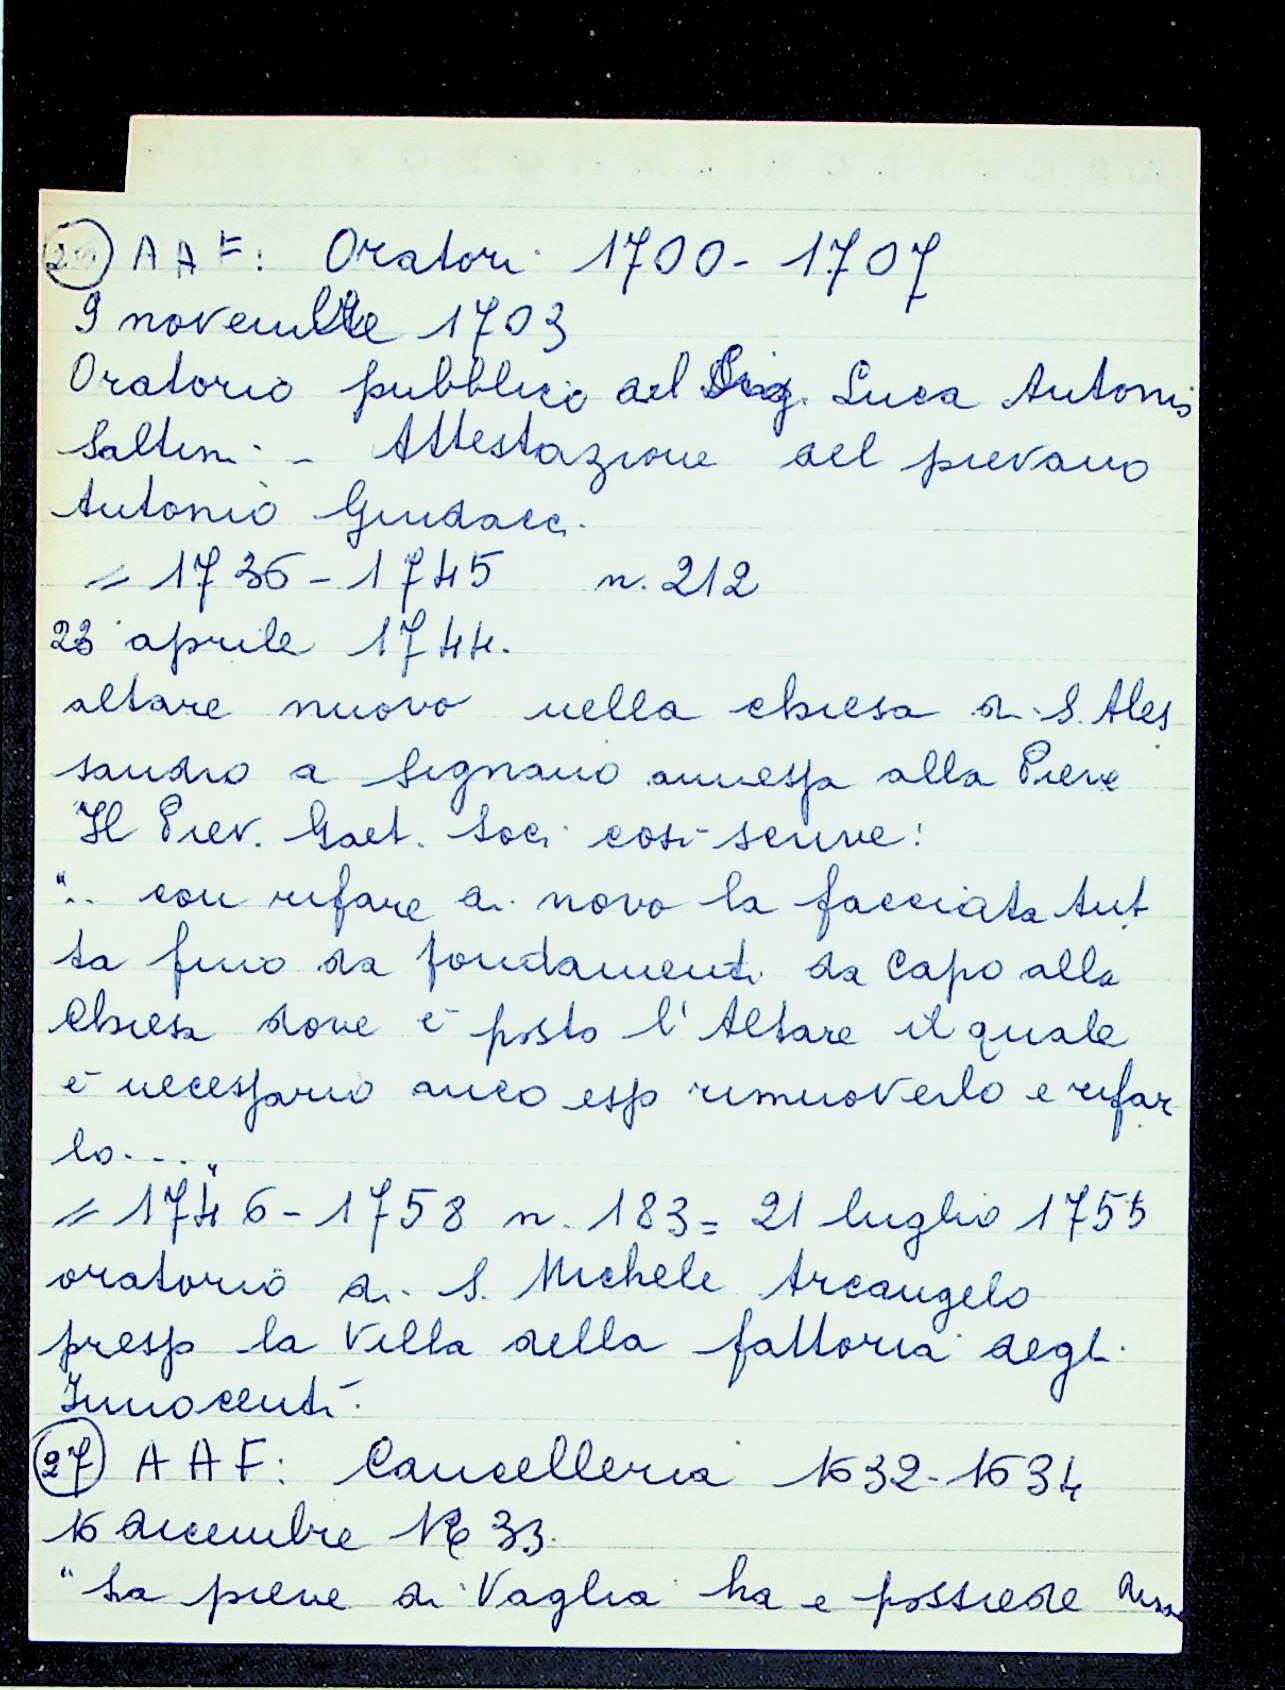 AAF: Oratori 1700-1707
9 novembre 1703
Oratorio pubblico del Sig. Luca Antonio
Saltini - Attestazione del pievano
Antonio Guidacci.
= 1736-1745 n. 212
23 aprile 1744.
altare nuovo nella chiesa di S. Ales
sandro a Signano annessa alla Pieve
Il Piev. Gaet. Soci così scrive:
".. con rifare di novo la facciata tut
ta fino da fondamenti da Capo alla
Chiesa dove è posto l'Altare il quale
è necessario anco esso rimuoverlo e rifar
lo...."
= 1746-1758 n. 183 = 21 luglio 1755
oratorio di S. Michele Arcangelo
presso la Villa della fattoria degli
Innocenti.
(27) AAF: Cancelleria 1632-1634
16 dicembre 1633.
"La pieve di Vaglia ha e possiede